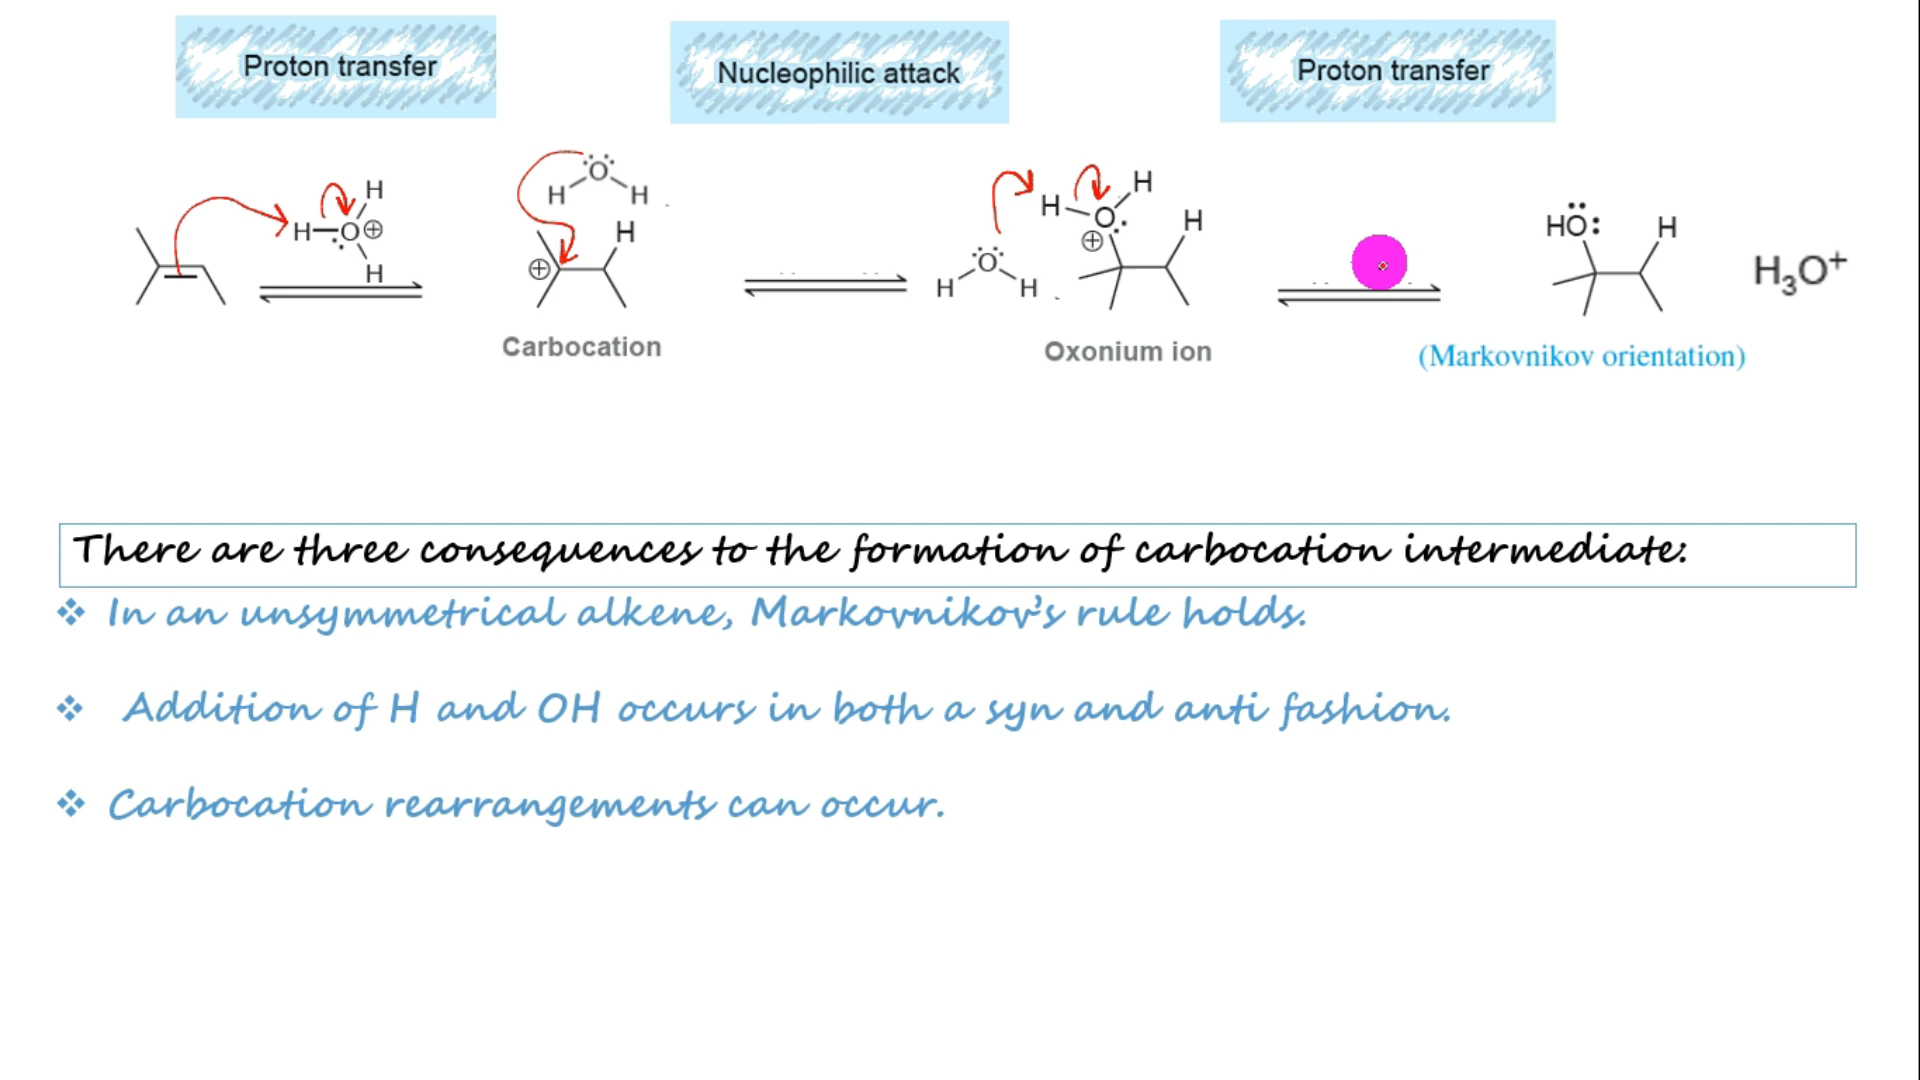 Proton transfer
Nucleophilic attack
Proton transfer
H
H—O⊕
H
H O H
⊕ H
Carbocation
H O H
H—O H
⊕ H
Oxonium ion
HÖ: H
(Markovnikov orientation)
H₃O⁺
There are three consequences to the formation of carbocation intermediate:
❖ In an unsymmetrical alkene, Markovnikov's rule holds.
❖ Addition of H and OH occurs in both a syn and anti fashion.
❖ Carbocation rearrangements can occur.